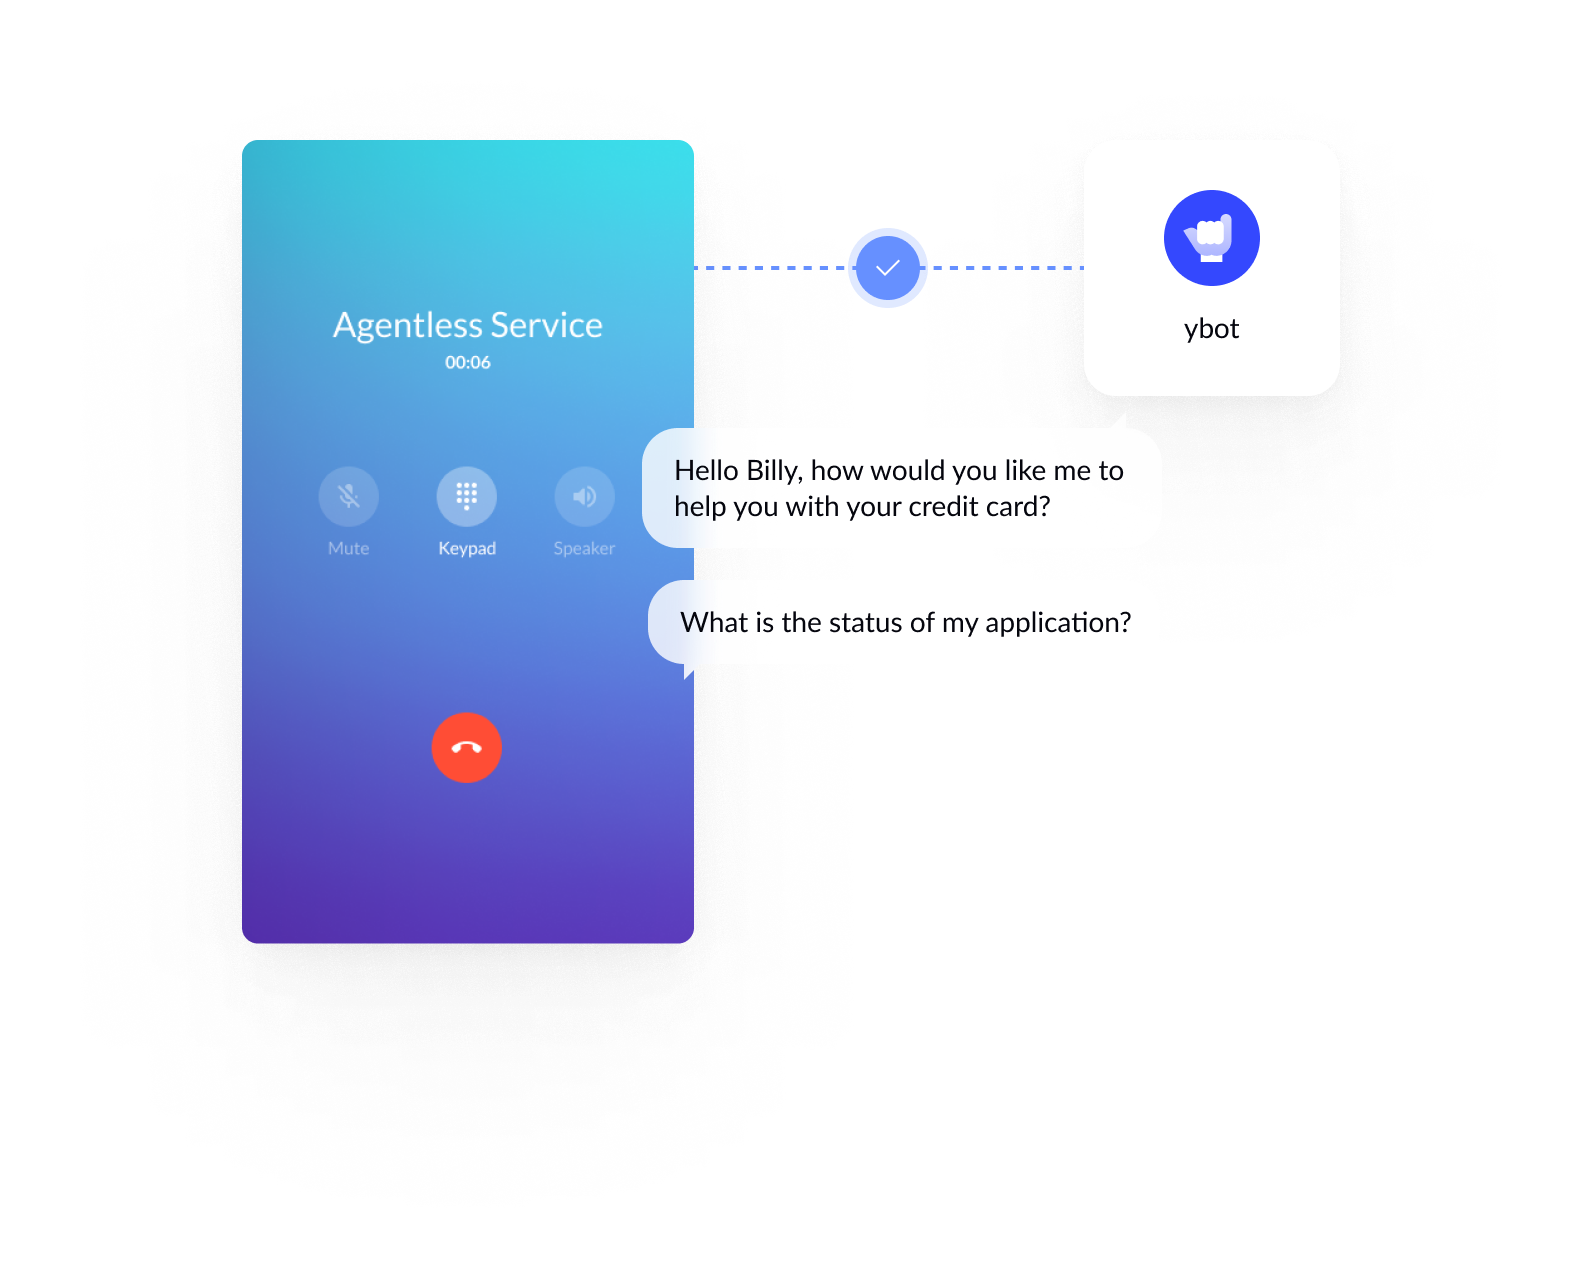 Agentless Service
00:06
Mute
Keypad
Speaker
ybot
Hello Billy, how would you like me to
help you with your credit card?
What is the status of my application?